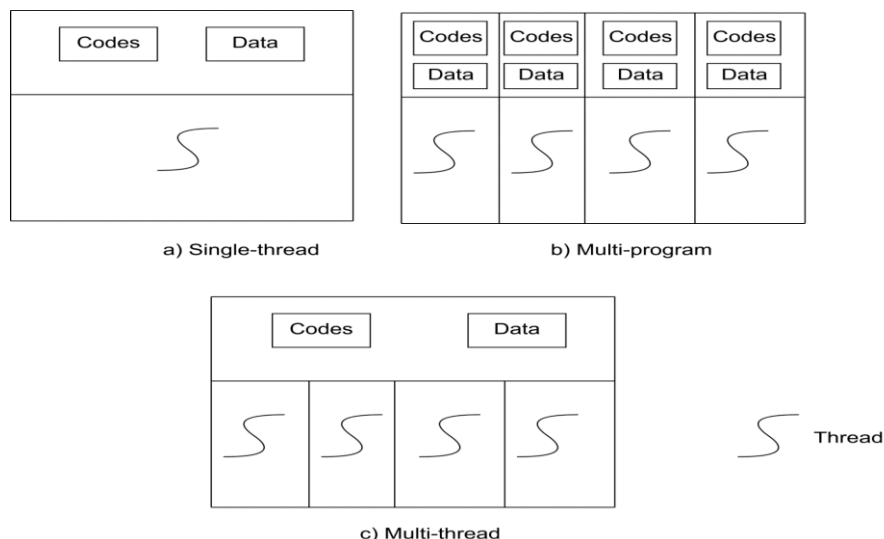 Codes Data
Codes Codes Codes Codes
Data Data Data Data
a) Single-thread
b) Multi-program
Codes Data
Thread
c) Multi-thread